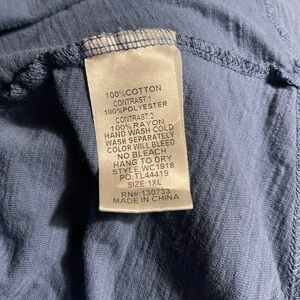 100%COTTON
CONTRAST:1
100%POLYESTER
CONTRAST:2
100%RAYON
HAND WASH COLD
WASH SEPARATELY
COLOR WILL BLEED
NO BLEACH
HANG TO DRY
STYLE:WC1918
PO:TL44419
SIZE:1XL
RN#:130733
MADE IN CHINA